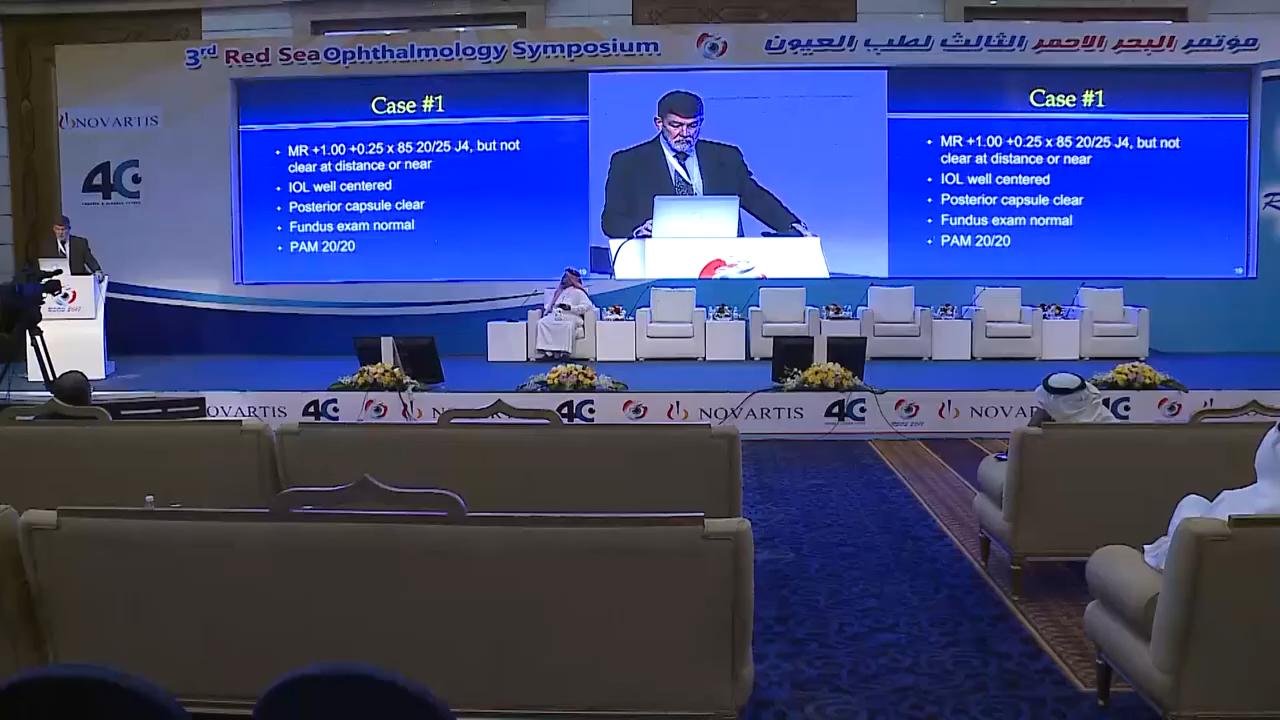 3rd Red Sea Ophthalmology Symposium
مؤتمر البحر الاحمر الثالث لطب العيون
NOVARTIS
4C
Case #1
MR +1.00 +0.25 x 85 20/25 J4, but not
clear at distance or near
IOL well centered
Posterior capsule clear
Fundus exam normal
PAM 20/20
19
Case #1
MR +1.00 +0.25 x 85 20/25 J4, but not
clear at distance or near
IOL well centered
Posterior capsule clear
Fundus exam normal
PAM 20/20
19
OVARTIS 4C N 4C NOVARTIS 4C NOVAR